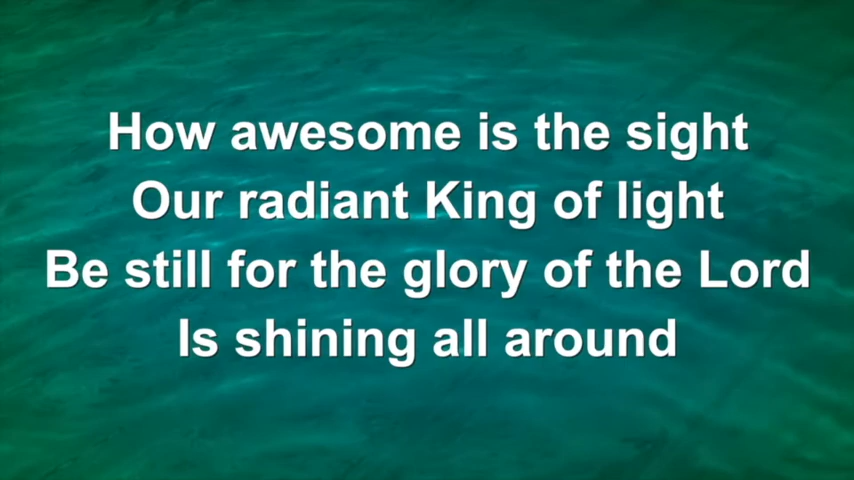 How awesome is the sight
Our radiant King of light
Be still for the glory of the Lord
Is shining all around